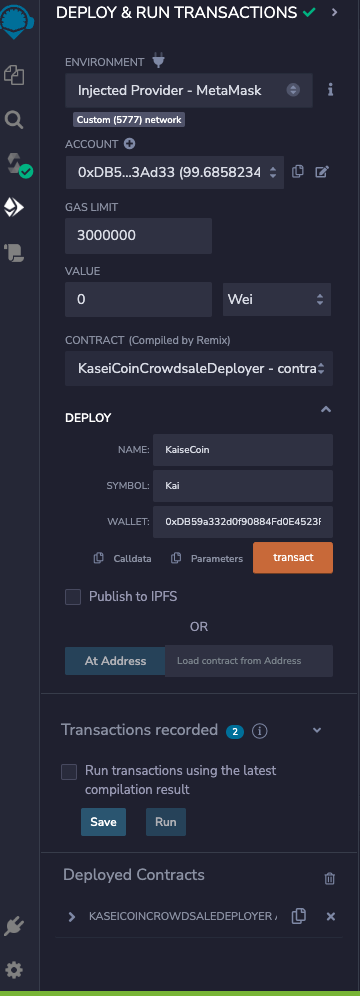 DEPLOY & RUN TRANSACTIONS
ENVIRONMENT
Injected Provider - MetaMask
Custom (5777) network
ACCOUNT
0xDB5...3Ad33 (99.6858234
GAS LIMIT
3000000
VALUE
0 Wei
CONTRACT (Compiled by Remix)
KaseiCoinCrowdsaleDeployer - contra
DEPLOY
NAME: KaiseCoin
SYMBOL: Kai
WALLET: 0xDB59a332d0f90884Fd0E4523
Calldata Parameters transact
Publish to IPFS
OR
At Address Load contract from Address
Transactions recorded 2
Run transactions using the latest
compilation result
Save Run
Deployed Contracts
KASEICOINCROWDSALEDEPLOYER